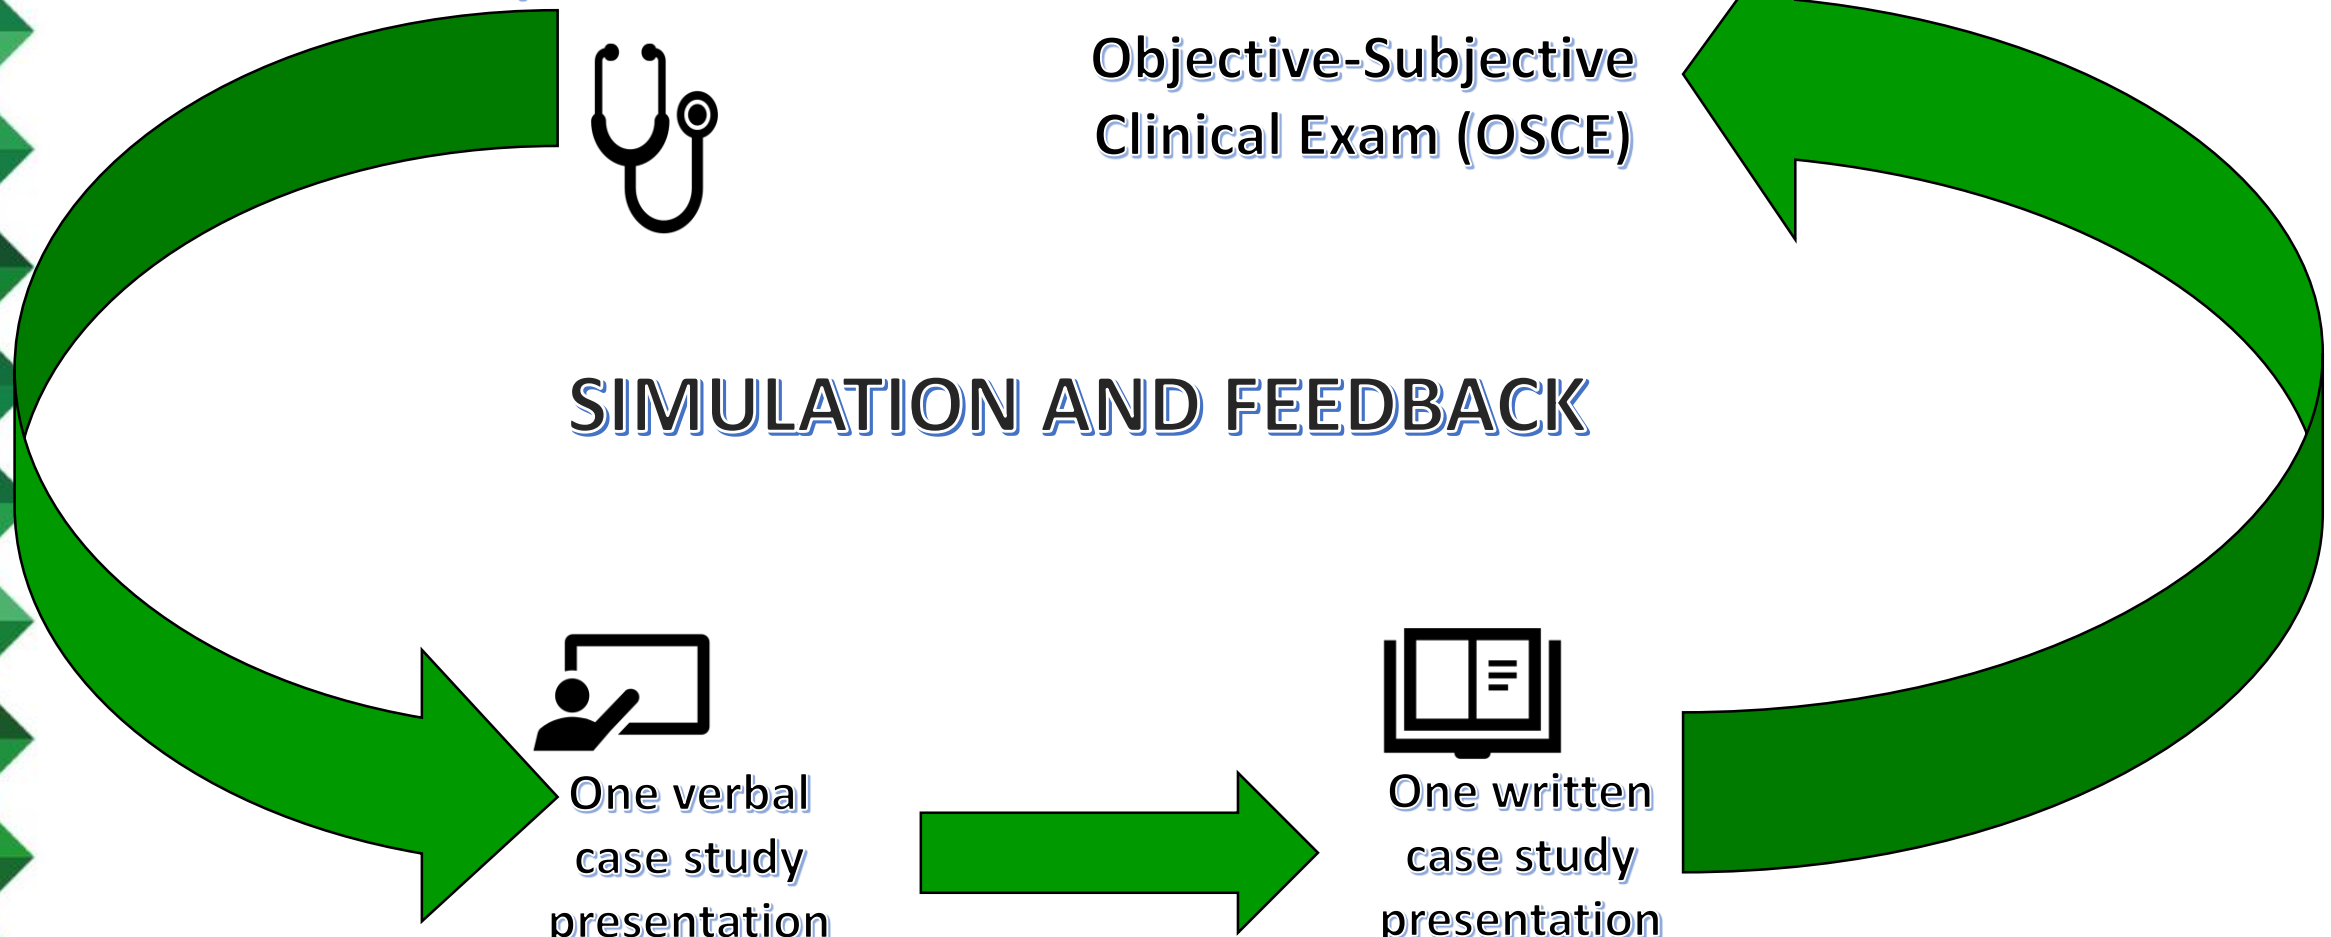 Objective-Subjective
Clinical Exam (OSCE)
SIMULATION AND FEEDBACK
One verbal
case study
presentation
One written
case study
presentation